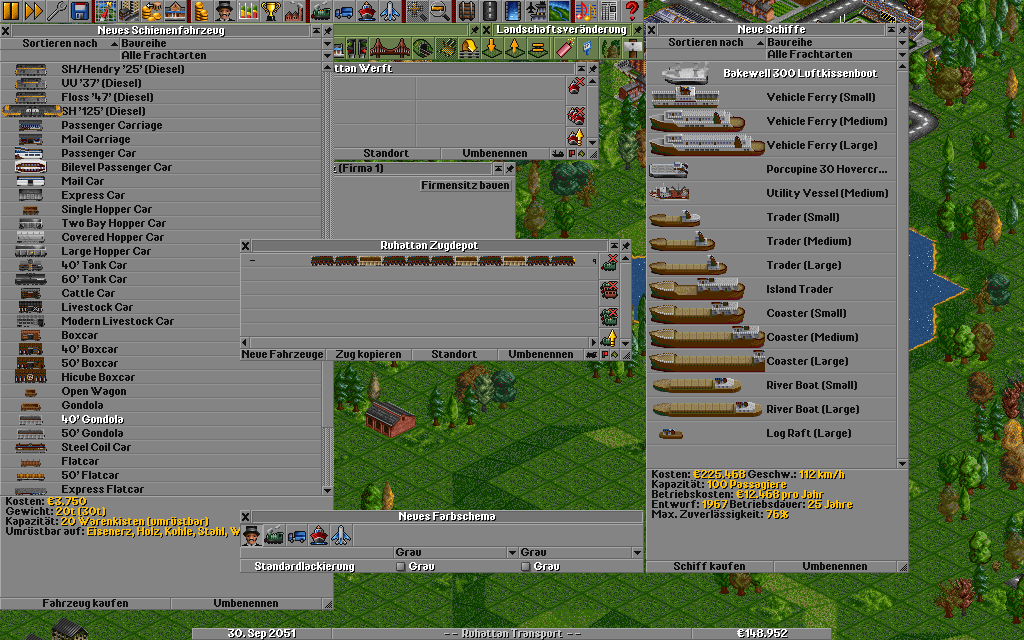 Neues Schienenfahrzeug
Sortieren nach
Baureihe
Alle Frachtarten
SH/Hendry '25' (Diesel)
UU '37' (Diesel)
Floss '47' (Diesel)
SH '125' (Diesel)
Passenger Carriage
Mail Carriage
Passenger Car
Bilevel Passenger Car
Mail Car
Express Car
Single Hopper Car
Two Bay Hopper Car
Covered Hopper Car
Large Hopper Car
40' Tank Car
60' Tank Car
Cattle Car
Livestock Car
Modern Livestock Car
Boxcar
40' Boxcar
50' Boxcar
Hicube Boxcar
Open Wagon
Gondola
40' Gondola
50' Gondola
Steel Coil Car
Flatcar
50' Flatcar
Express Flatcar
Kosten: €3.750
Gewicht: 20t (30t)
Kapazität: 20 Warenkisten (umrüstbar)
Umrüstbar auf: Eisenerz, Holz, Kohle, Stahl, W
Fahrzeug kaufen
Umbenennen
Landschaftsveränderung
ttan Werft
Standort
Umbenennen
(Firma 1)
Firmensitz bauen
Ruhattan Zugdepot
9
Neue Fahrzeuge
Zug kopieren
Standort
Umbenennen
Neues Farbschema
Grau
Grau
Standardlackierung
Grau
Grau
Neue Schiffe
Sortieren nach
Baureihe
Alle Frachtarten
Bakewell 300 Luftkissenboot
Vehicle Ferry (Small)
Vehicle Ferry (Medium)
Vehicle Ferry (Large)
Porcupine 30 Hovercr...
Utility Vessel (Medium)
Trader (Small)
Trader (Medium)
Trader (Large)
Island Trader
Coaster (Small)
Coaster (Medium)
Coaster (Large)
River Boat (Small)
River Boat (Large)
Log Raft (Large)
Kosten: €225.468 Geschw.: 112 km/h
Kapazität: 100 Passagiere
Betriebskosten: €12.468 pro Jahr
Entwurf: 1967 Betriebsdauer: 25 Jahre
Max. Zuverlässigkeit: 76%
Schiff kaufen
Umbenennen
30. Sep 2051
-- Ruhattan Transport --
€148.952